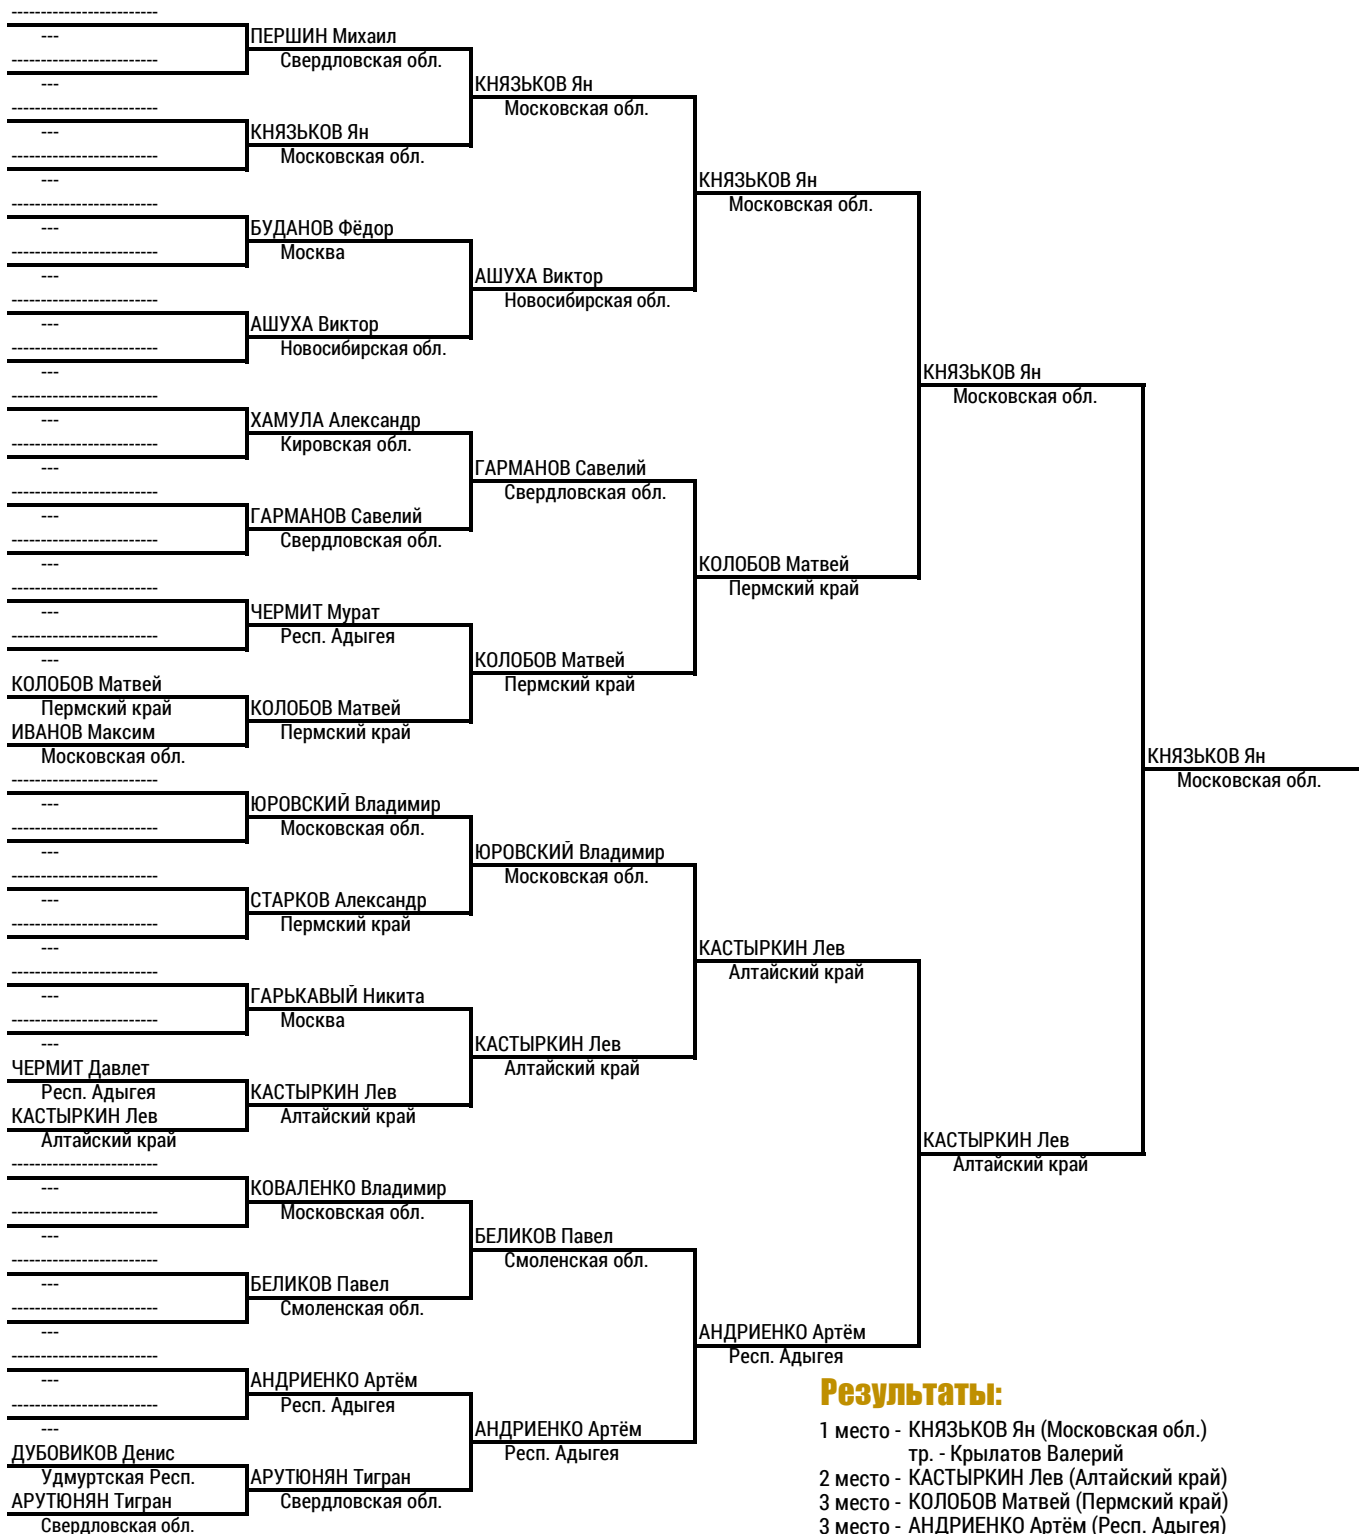 -------------------------
---
-------------------------
---
-------------------------
---
-------------------------
---
-------------------------
---
-------------------------
---
-------------------------
---
-------------------------
---
-------------------------
---
-------------------------
---
-------------------------
---
-------------------------
---
-------------------------
---
-------------------------
---
КОЛОБОВ Матвей
Пермский край
ИВАНОВ Максим
Московская обл.
-------------------------
---
-------------------------
---
-------------------------
---
-------------------------
---
-------------------------
---
-------------------------
---
ЧЕРМИТ Давлет
Респ. Адыгея
КАСТЫРКИН Лев
Алтайский край
-------------------------
---
-------------------------
---
-------------------------
---
-------------------------
---
-------------------------
---
-------------------------
---
ДУБОВИКОВ Денис
Удмуртская Респ.
АРУТЮНЯН Тигран
Свердловская обл.
ПЕРШИН Михаил
Свердловская обл.
КНЯЗЬКОВ Ян
Московская обл.
БУДАНОВ Фёдор
Москва
АШУХА Виктор
Новосибирская обл.
ХАМУЛА Александр
Кировская обл.
ГАРМАНОВ Савелий
Свердловская обл.
ЧЕРМИТ Мурат
Респ. Адыгея
КОЛОБОВ Матвей
Пермский край
ЮРОВСКИЙ Владимир
Московская обл.
СТАРКОВ Александр
Пермский край
ГАРЬКАВЫЙ Никита
Москва
КАСТЫРКИН Лев
Алтайский край
КОВАЛЕНКО Владимир
Московская обл.
БЕЛИКОВ Павел
Смоленская обл.
АНДРИЕНКО Артём
Респ. Адыгея
АРУТЮНЯН Тигран
Свердловская обл.
КНЯЗЬКОВ Ян
Московская обл.
АШУХА Виктор
Новосибирская обл.
ГАРМАНОВ Савелий
Свердловская обл.
КОЛОБОВ Матвей
Пермский край
ЮРОВСКИЙ Владимир
Московская обл.
КАСТЫРКИН Лев
Алтайский край
БЕЛИКОВ Павел
Смоленская обл.
АНДРИЕНКО Артём
Респ. Адыгея
КНЯЗЬКОВ Ян
Московская обл.
КОЛОБОВ Матвей
Пермский край
КАСТЫРКИН Лев
Алтайский край
АНДРИЕНКО Артём
Респ. Адыгея
КНЯЗЬКОВ Ян
Московская обл.
КАСТЫРКИН Лев
Алтайский край
КНЯЗЬКОВ Ян
Московская обл.
Результаты:
1 место - КНЯЗЬКОВ Ян (Московская обл.)
тр. - Крылатов Валерий
2 место - КАСТЫРКИН Лев (Алтайский край)
3 место - КОЛОБОВ Матвей (Пермский край)
3 место - АНДРИЕНКО Артём (Респ. Адыгея)